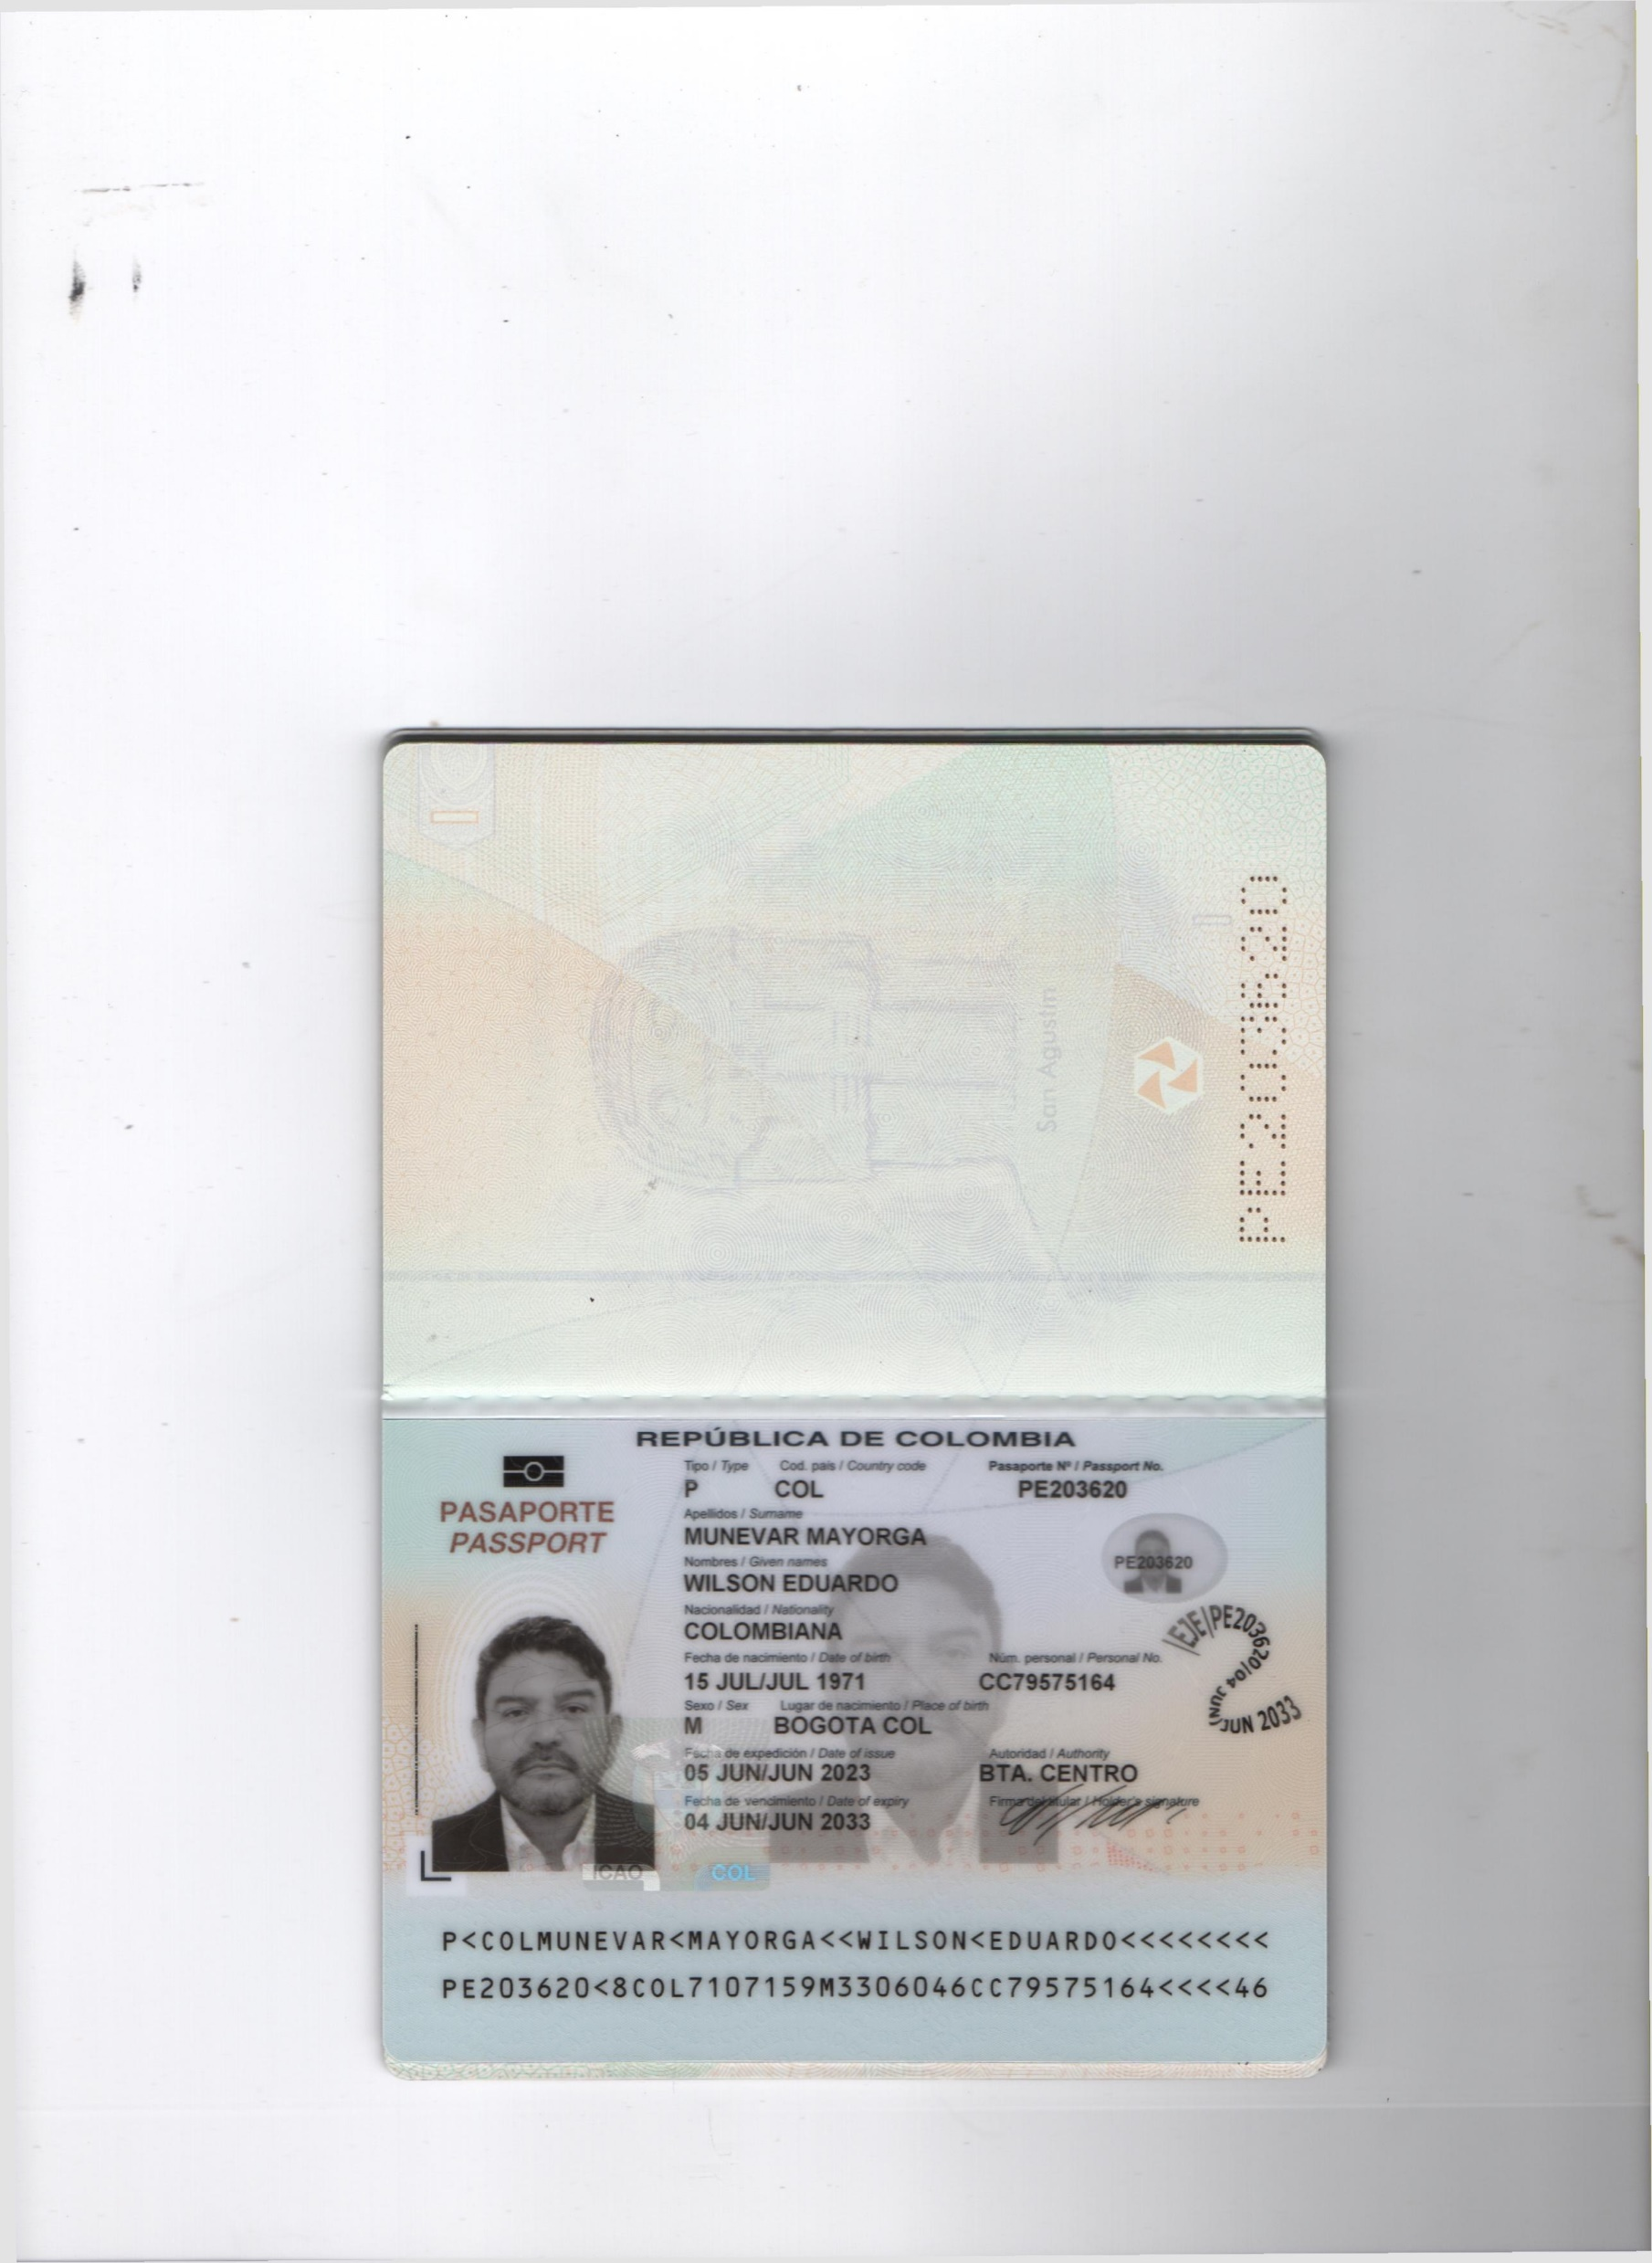 San Agustín
PE203620
REPÚBLICA DE COLOMBIA
PASAPORTE
PASSPORT
Tipo / Type Cod. país / Country code Pasaporte Nº / Passport No.
P COL PE203620
Apellidos / Surname
MUNEVAR MAYORGA
Nombres / Given names
WILSON EDUARDO
PE203620
Nacionalidad / Nationality
COLOMBIANA
Fecha de nacimiento / Date of birth Núm. personal / Personal No.
15 JUL/JUL 1971 CC79575164
Sexo / Sex Lugar de nacimiento / Place of birth
M BOGOTA COL
Fecha de expedición / Date of issue Autoridad / Authority
05 JUN/JUN 2023 BTA. CENTRO
Fecha de vencimiento / Date of expiry Firma del titular / Holder's signature
04 JUN/JUN 2033
ICAO COL
P<COLMUNEVAR<MAYORGA<<WILSON<EDUARDO<<<<<<<<
PE203620<8COL7107159M3306046CC79575164<<<<46